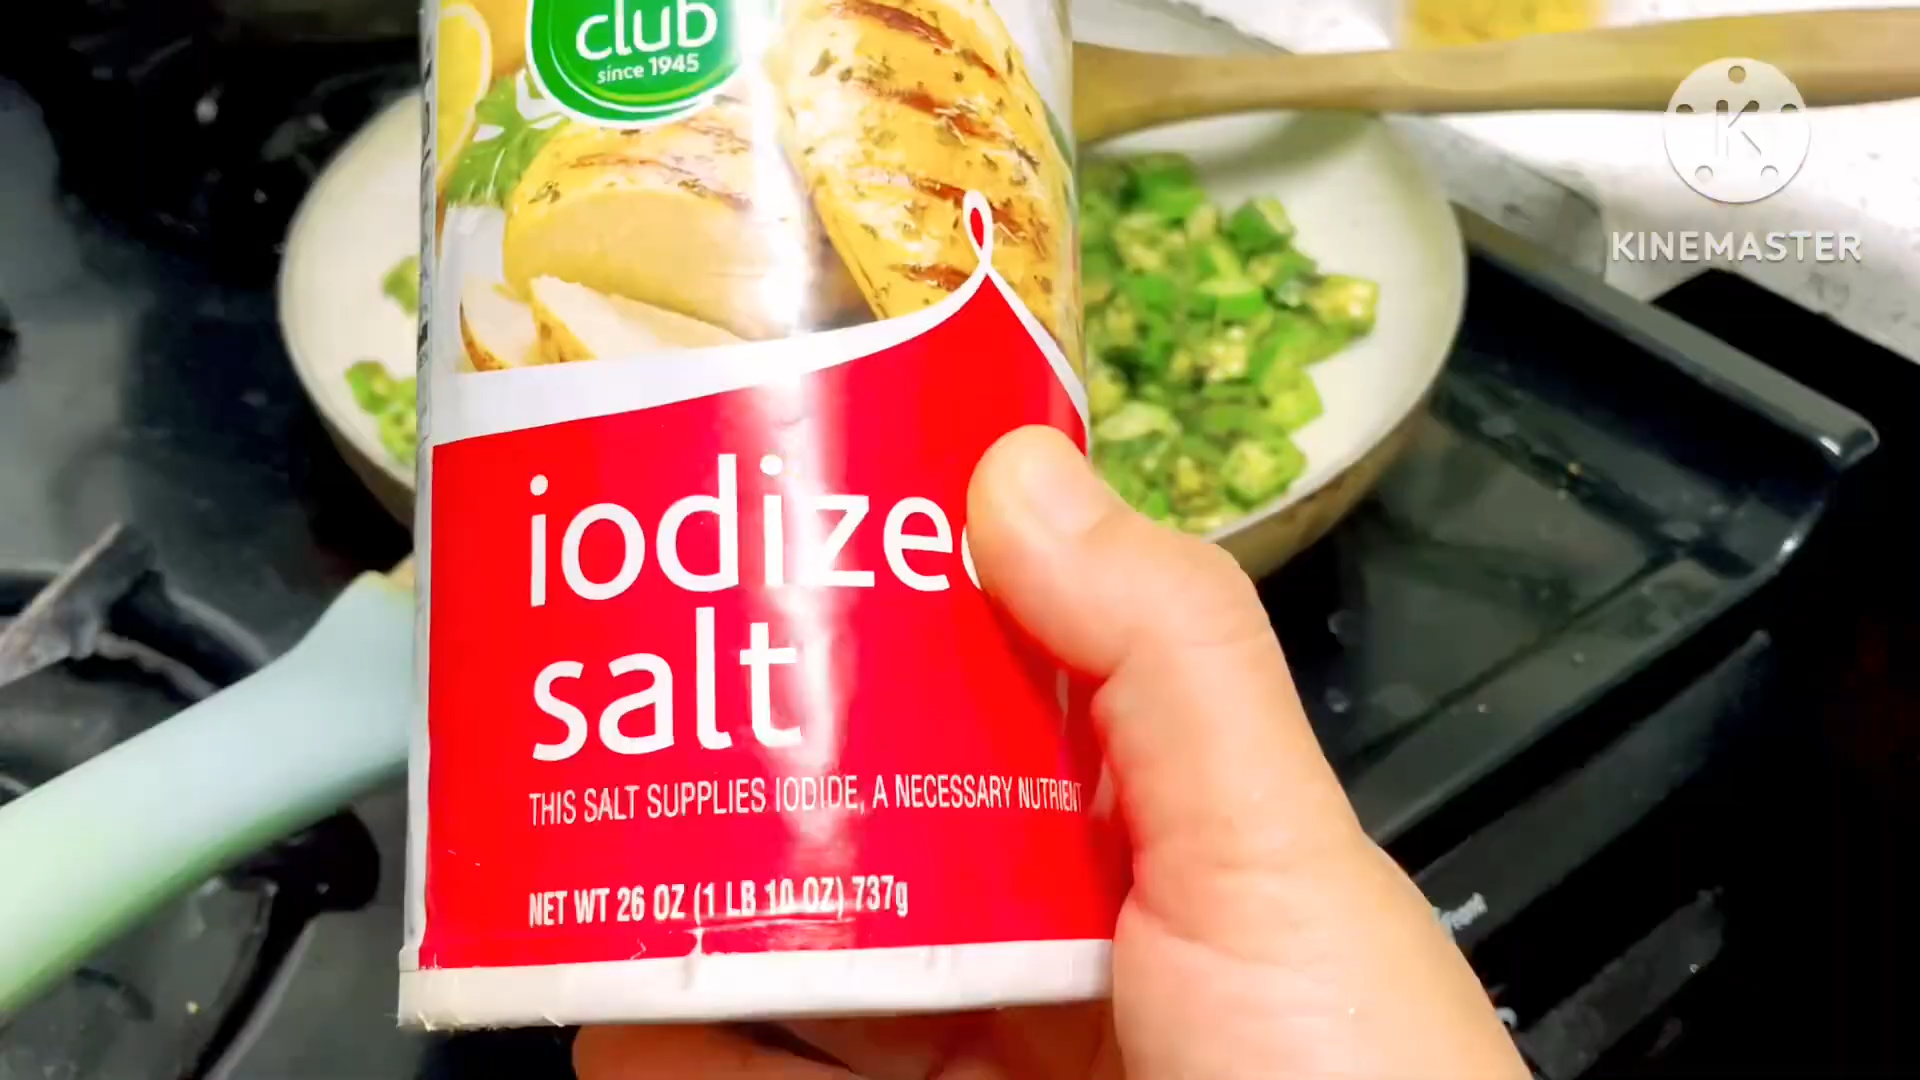 club
since 1945
KINEMASTER
iodize
salt
THIS SALT SUPPLIES IODIDE, A NECESSARY NUTRIENT
NET WT 26 OZ (1 LB 10 OZ) 737g